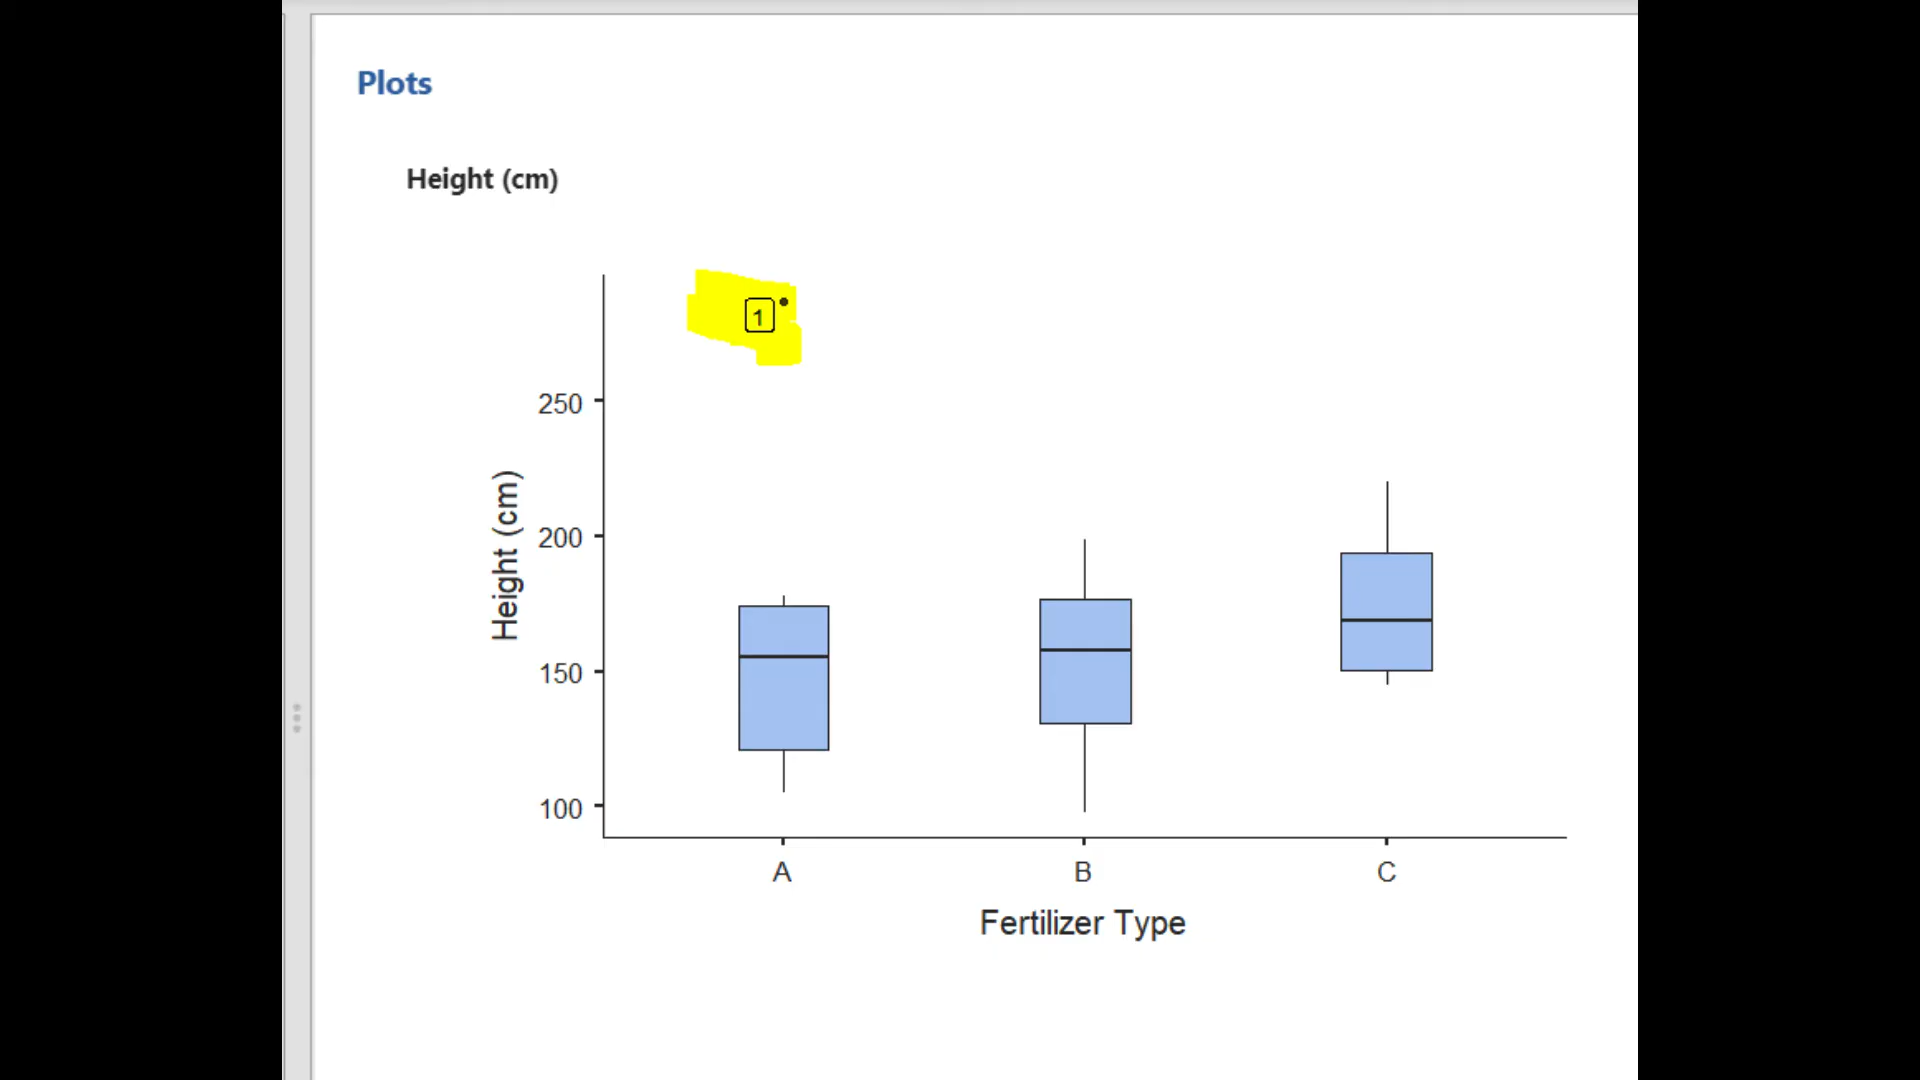 Plots
Height (cm)
1
250
200
150
100
Height (cm)
A B C
Fertilizer Type